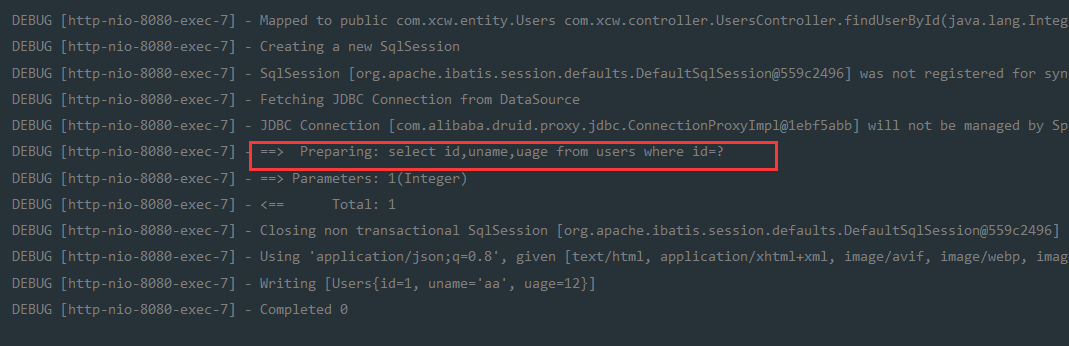 DEBUG [http-nio-8080-exec-7] - Mapped to public com.xcw.entity.Users com.xcw.controller.UsersController.findUserById(java.lang.Integ
DEBUG [http-nio-8080-exec-7] - Creating a new SqlSession
DEBUG [http-nio-8080-exec-7] - SqlSession [org.apache.ibatis.session.defaults.DefaultSqlSession@559c2496] was not registered for syn
DEBUG [http-nio-8080-exec-7] - Fetching JDBC Connection from DataSource
DEBUG [http-nio-8080-exec-7] - JDBC Connection [com.alibaba.druid.proxy.jdbc.ConnectionProxyImpl@1ebf5abb] will not be managed by Sp
DEBUG [http-nio-8080-exec-7] - ==>  Preparing: select id,uname,uage from users where id=?
DEBUG [http-nio-8080-exec-7] - ==> Parameters: 1(Integer)
DEBUG [http-nio-8080-exec-7] - <==      Total: 1
DEBUG [http-nio-8080-exec-7] - Closing non transactional SqlSession [org.apache.ibatis.session.defaults.DefaultSqlSession@559c2496]
DEBUG [http-nio-8080-exec-7] - Using 'application/json;q=0.8', given [text/html, application/xhtml+xml, image/avif, image/webp, imag
DEBUG [http-nio-8080-exec-7] - Writing [Users{id=1, uname='aa', uage=12}]
DEBUG [http-nio-8080-exec-7] - Completed 0